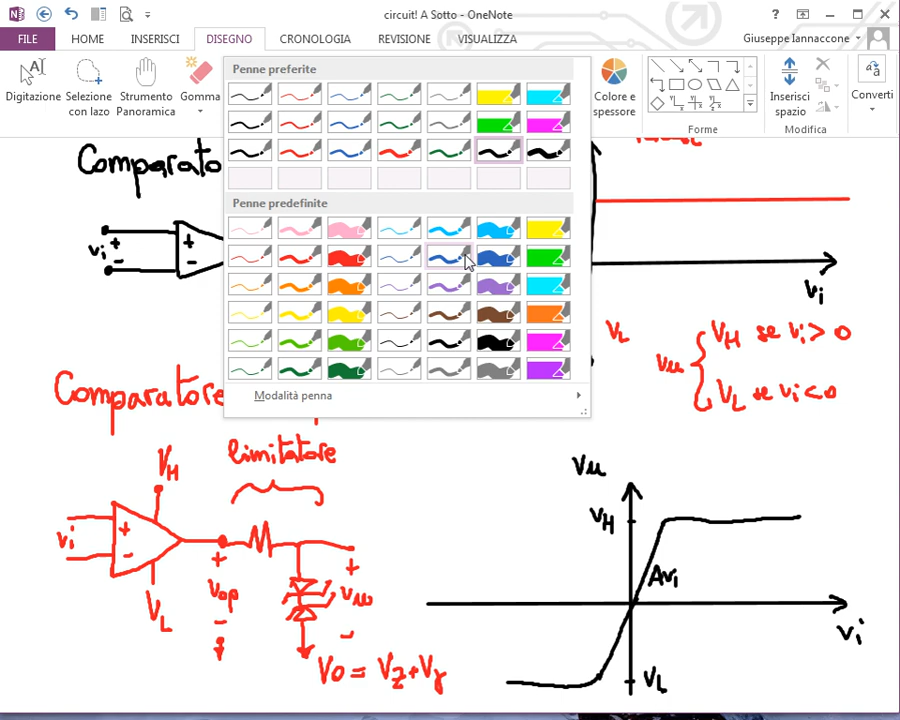 circuit! A Sotto - OneNote
FILE HOME INSERISCI DISEGNO CRONOLOGIA REVISIONE VISUALIZZA Giuseppe Iannaccone
Digitazione
Selezione con lazo
Strumento Panoramica
Gomma
Colore e spessore
Forme
Inserisci spazio
Modifica
Converti
Penne preferite
Penne predefinite
Modalità penna
Comparato
vi + - + -
vi
VL
vu { VH se vi > 0
VL se vi < 0
Comparatore
limitatore
VH
vi + -
VL
+ vop -
+ vu -
V0 = VZ + Vγ
vu
VH
Avi
vi
VL